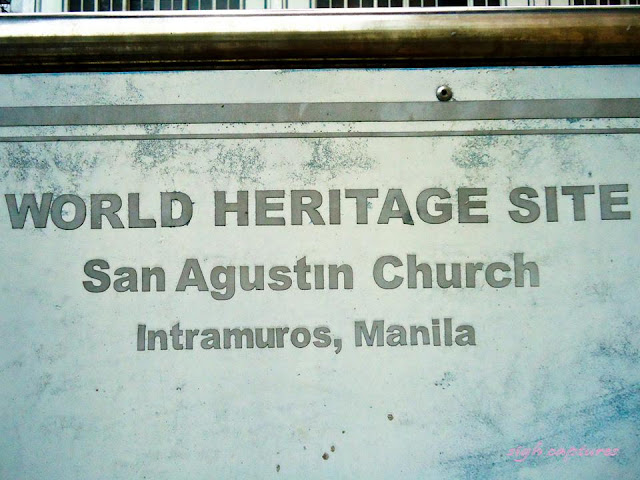 WORLD HERITAGE SITE
San Agustin Church
Intramuros, Manila